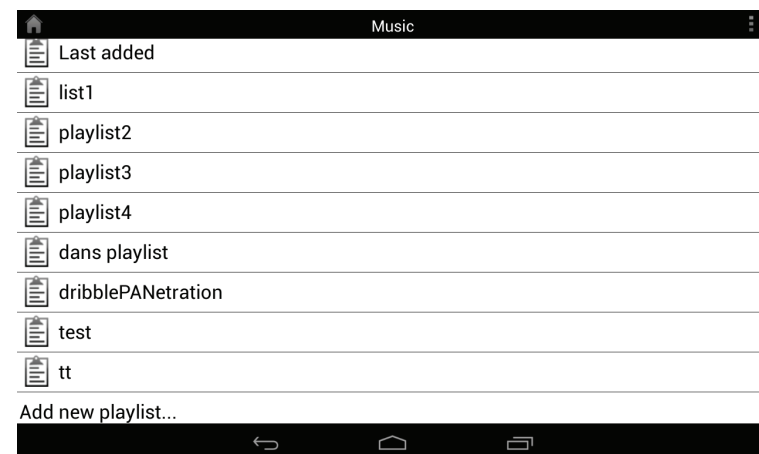 Music
Last added
list1
playlist2
playlist3
playlist4
dans playlist
dribblePANetration
test
tt
Add new playlist...